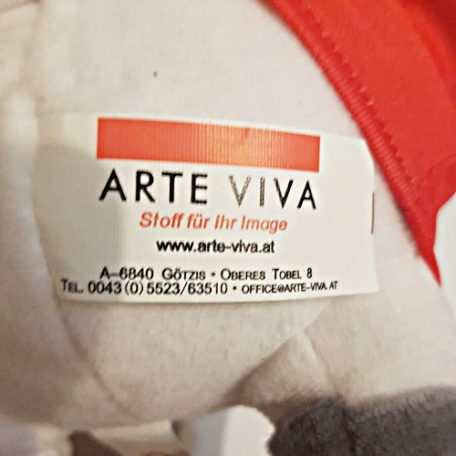 ARTE VIVA
Stoff für Ihr Image
www.arte-viva.at
A-6840 GÖTZIS • OBERES TOBEL 8
TEL. 0043 (0) 5523/63510 • OFFICE@ARTE-VIVA.AT